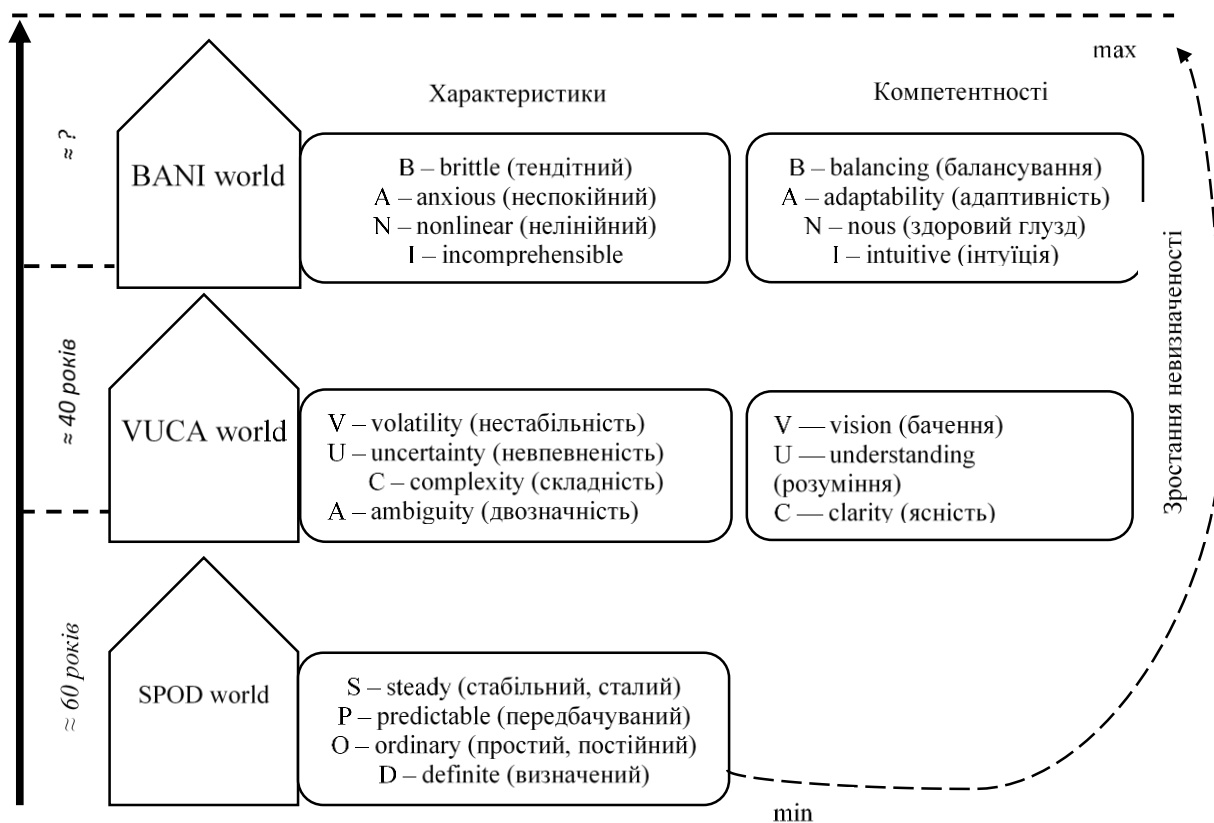 max
Характеристики
Компетентності
≈ ?
BANI world
B – brittle (тендітний)
A – anxious (неспокійний)
N – nonlinear (нелінійний)
I – incomprehensible
B – balancing (балансування)
A – adaptability (адаптивність)
N – nous (здоровий глузд)
I – intuitive (інтуїція)
Зростання невизначеності
≈ 40 років
VUCA world
V – volatility (нестабільність)
U – uncertainty (невпевненість)
C – complexity (складність)
A – ambiguity (двозначність)
V — vision (бачення)
U — understanding
(розуміння)
C — clarity (ясність)
≈ 60 років
SPOD world
S – steady (стабільний, сталий)
P – predictable (передбачуваний)
O – ordinary (простий, постійний)
D – definite (визначений)
min